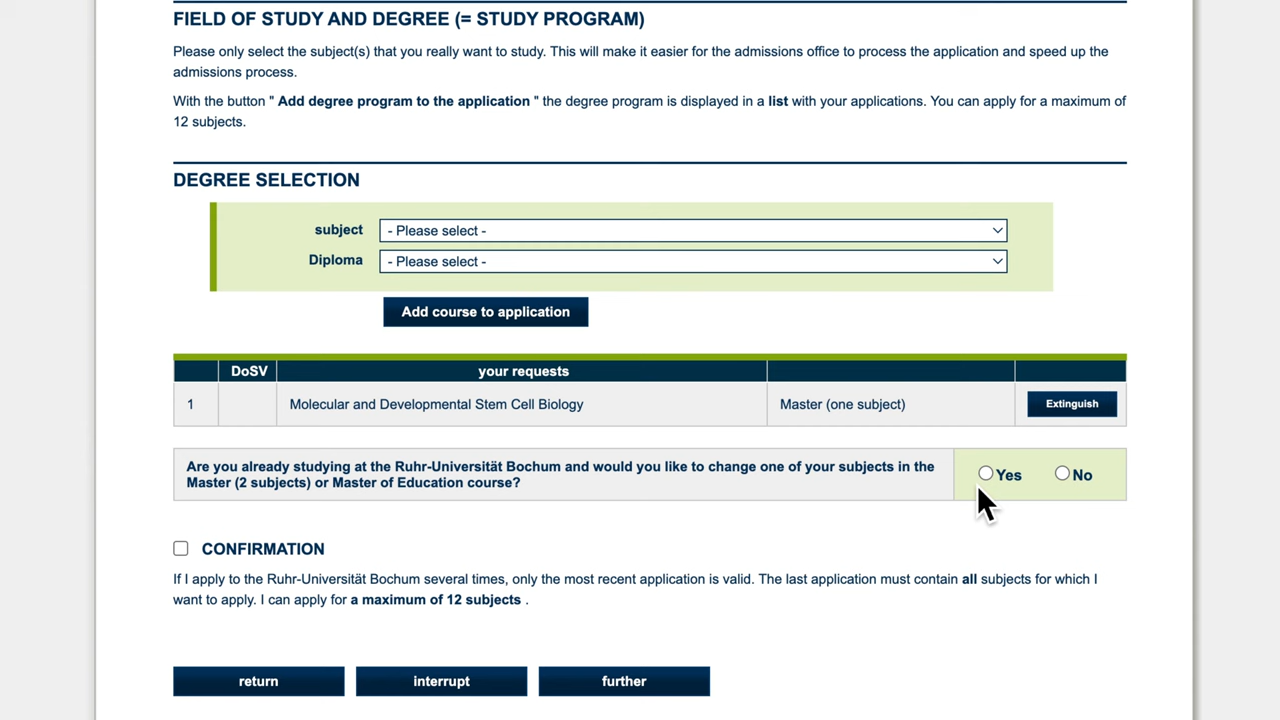 FIELD OF STUDY AND DEGREE (= STUDY PROGRAM)
Please only select the subject(s) that you really want to study. This will make it easier for the admissions office to process the application and speed up the
admissions process.
With the button " Add degree program to the application " the degree program is displayed in a list with your applications. You can apply for a maximum of
12 subjects.
DEGREE SELECTION
subject - Please select -
Diploma - Please select -
Add course to application
DoSV your requests
1 Molecular and Developmental Stem Cell Biology Master (one subject) Extinguish
Are you already studying at the Ruhr-Universität Bochum and would you like to change one of your subjects in the
Master (2 subjects) or Master of Education course?
Yes No
CONFIRMATION
If I apply to the Ruhr-Universität Bochum several times, only the most recent application is valid. The last application must contain all subjects for which I
want to apply. I can apply for a maximum of 12 subjects .
return interrupt further